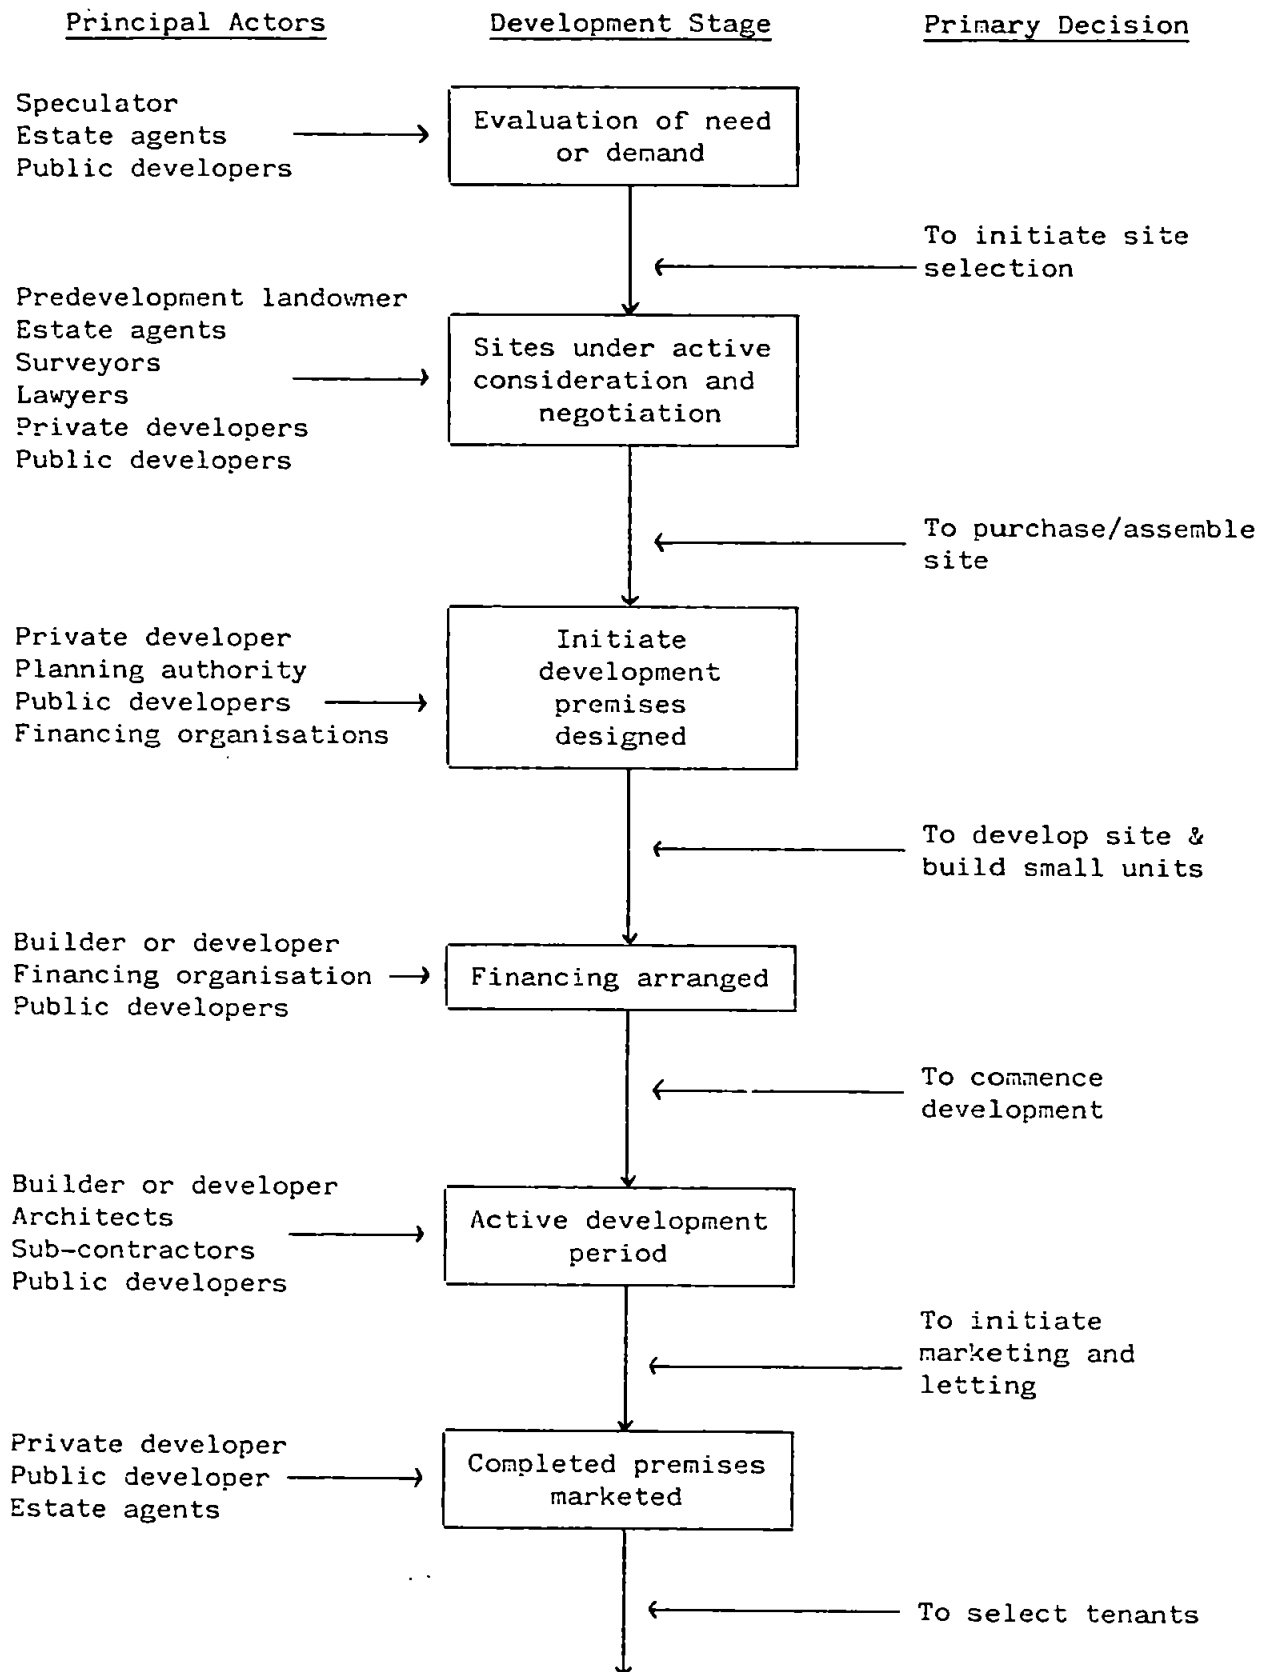 Principal Actors
Development Stage
Primary Decision
Speculator
Estate agents
Public developers
Evaluation of need
or demand
To initiate site
selection
Predevelopment landowner
Estate agents
Surveyors
Lawyers
Private developers
Public developers
Sites under active
consideration and
negotiation
To purchase/assemble
site
Private developer
Planning authority
Public developers
Financing organisations
Initiate
development
premises
designed
To develop site &
build small units
Builder or developer
Financing organisation
Public developers
Financing arranged
To commence
development
Builder or developer
Architects
Sub-contractors
Public developers
Active development
period
To initiate
marketing and
letting
Private developer
Public developer
Estate agents
Completed premises
marketed
To select tenants